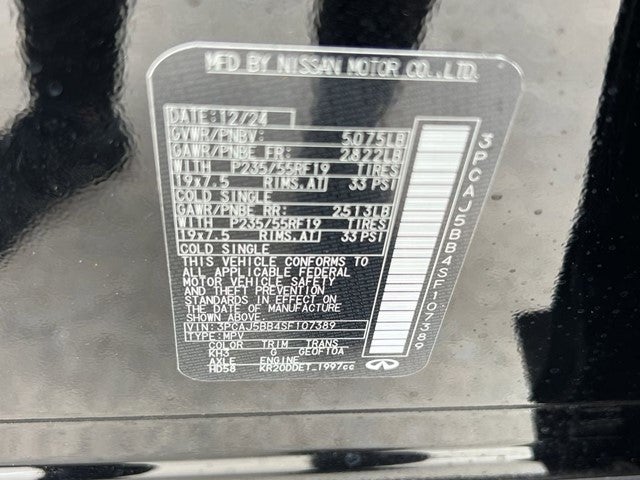 MFD BY NISSAN MOTOR CO., LTD.
DATE: 12/24
GVWR/PNBV: 5075LB
GAWR/PNBE FR: 2822LB
WITH P235/55RF19 TIRES
19x7.5 RIMS.AT 33 PSI
GAWR/PNBE RR: 2513LB
WITH P235/55RF19 TIRES
19x7.5 RIMS.AT 33 PSI
COLD SINGLE
THIS VEHICLE CONFORMS TO
ALL APPLICABLE FEDERAL
MOTOR VEHICLE SAFETY
AND THEFT PREVENTION
STANDARDS IN EFFECT ON
THE DATE OF MANUFACTURE
SHOWN ABOVE.
VIN: 3PCAJ5BB4SF107389
TYPE: MPV
COLOR TRIM TRANS
KH3 G GE0F10A
AXLE ENGINE
HD58 KR20DDET 1997cc
3PCAJ5BB4SF107389